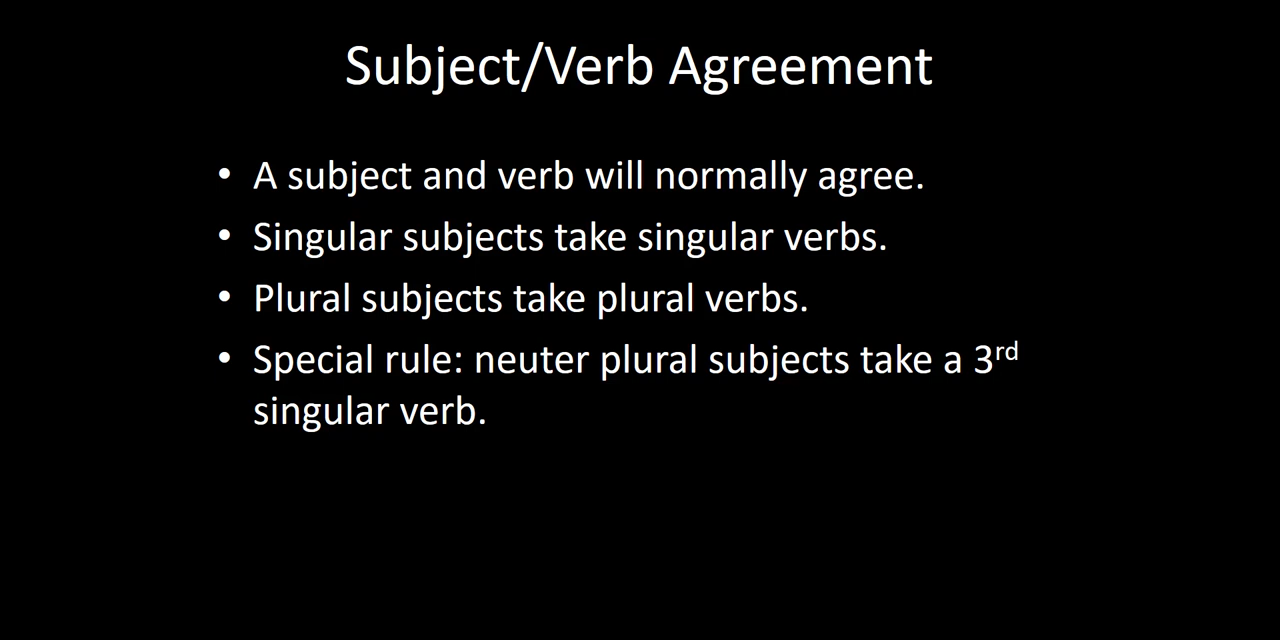 Subject/Verb Agreement
• A subject and verb will normally agree.
• Singular subjects take singular verbs.
• Plural subjects take plural verbs.
• Special rule: neuter plural subjects take a 3rd
singular verb.